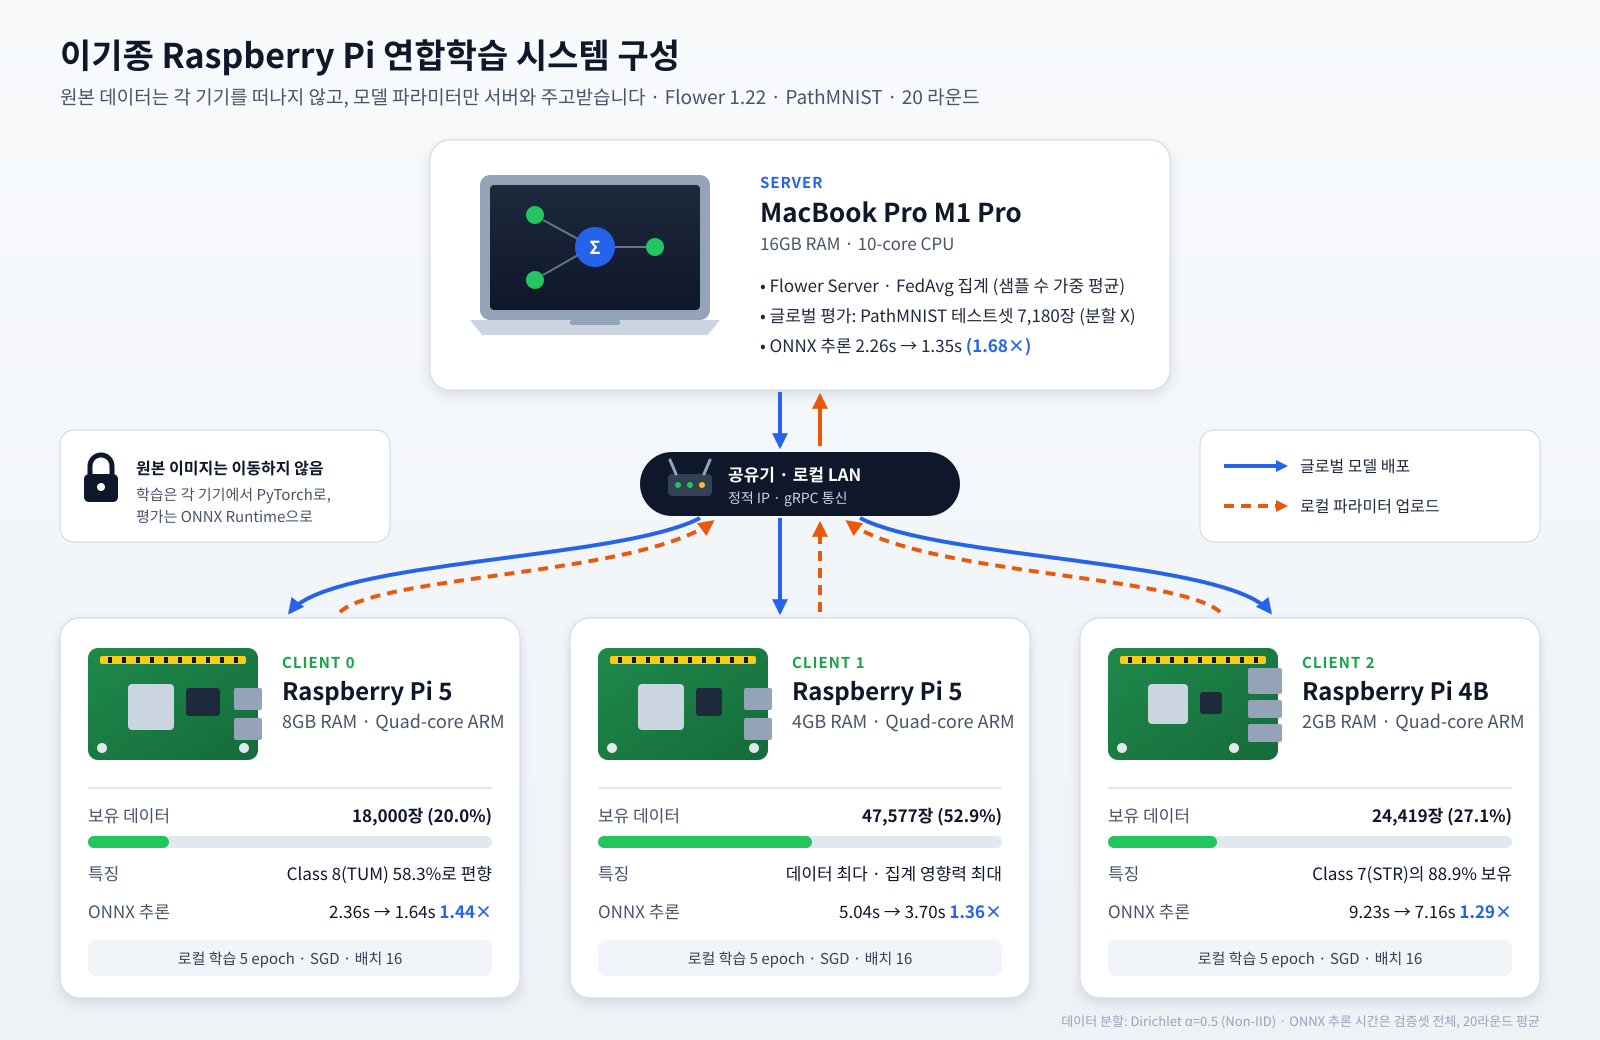 이기종 Raspberry Pi 연합학습 시스템 구성
원본 데이터는 각 기기를 떠나지 않고, 모델 파라미터만 서버와 주고받습니다 · Flower 1.22 · PathMNIST · 20 라운드
Σ
SERVER
MacBook Pro M1 Pro
16GB RAM · 10-core CPU
• Flower Server · FedAvg 집계 (샘플 수 가중 평균)
• 글로벌 평가: PathMNIST 테스트셋 7,180장 (분할 X)
• ONNX 추론 2.26s → 1.35s (1.68×)
원본 이미지는 이동하지 않음
학습은 각 기기에서 PyTorch로,
평가는 ONNX Runtime으로
공유기 · 로컬 LAN
정적 IP · gRPC 통신
글로벌 모델 배포
로컬 파라미터 업로드
CLIENT 0
Raspberry Pi 5
8GB RAM · Quad-core ARM
보유 데이터 18,000장 (20.0%)
특징 Class 8(TUM) 58.3%로 편향
ONNX 추론 2.36s → 1.64s 1.44×
로컬 학습 5 epoch · SGD · 배치 16
CLIENT 1
Raspberry Pi 5
4GB RAM · Quad-core ARM
보유 데이터 47,577장 (52.9%)
특징 데이터 최다 · 집계 영향력 최대
ONNX 추론 5.04s → 3.70s 1.36×
로컬 학습 5 epoch · SGD · 배치 16
CLIENT 2
Raspberry Pi 4B
2GB RAM · Quad-core ARM
보유 데이터 24,419장 (27.1%)
특징 Class 7(STR)의 88.9% 보유
ONNX 추론 9.23s → 7.16s 1.29×
로컬 학습 5 epoch · SGD · 배치 16
데이터 분할: Dirichlet α=0.5 (Non-IID) · ONNX 추론 시간은 검증셋 전체, 20라운드 평균